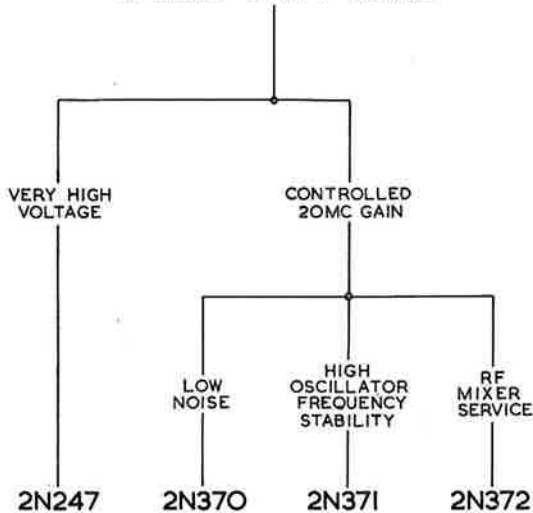 VERY HIGH
VOLTAGE
CONTROLLED
20MC GAIN
LOW
NOISE
HIGH
OSCILLATOR
FREQUENCY
STABILITY
RF
MIXER
SERVICE
2N247
2N370
2N371
2N372